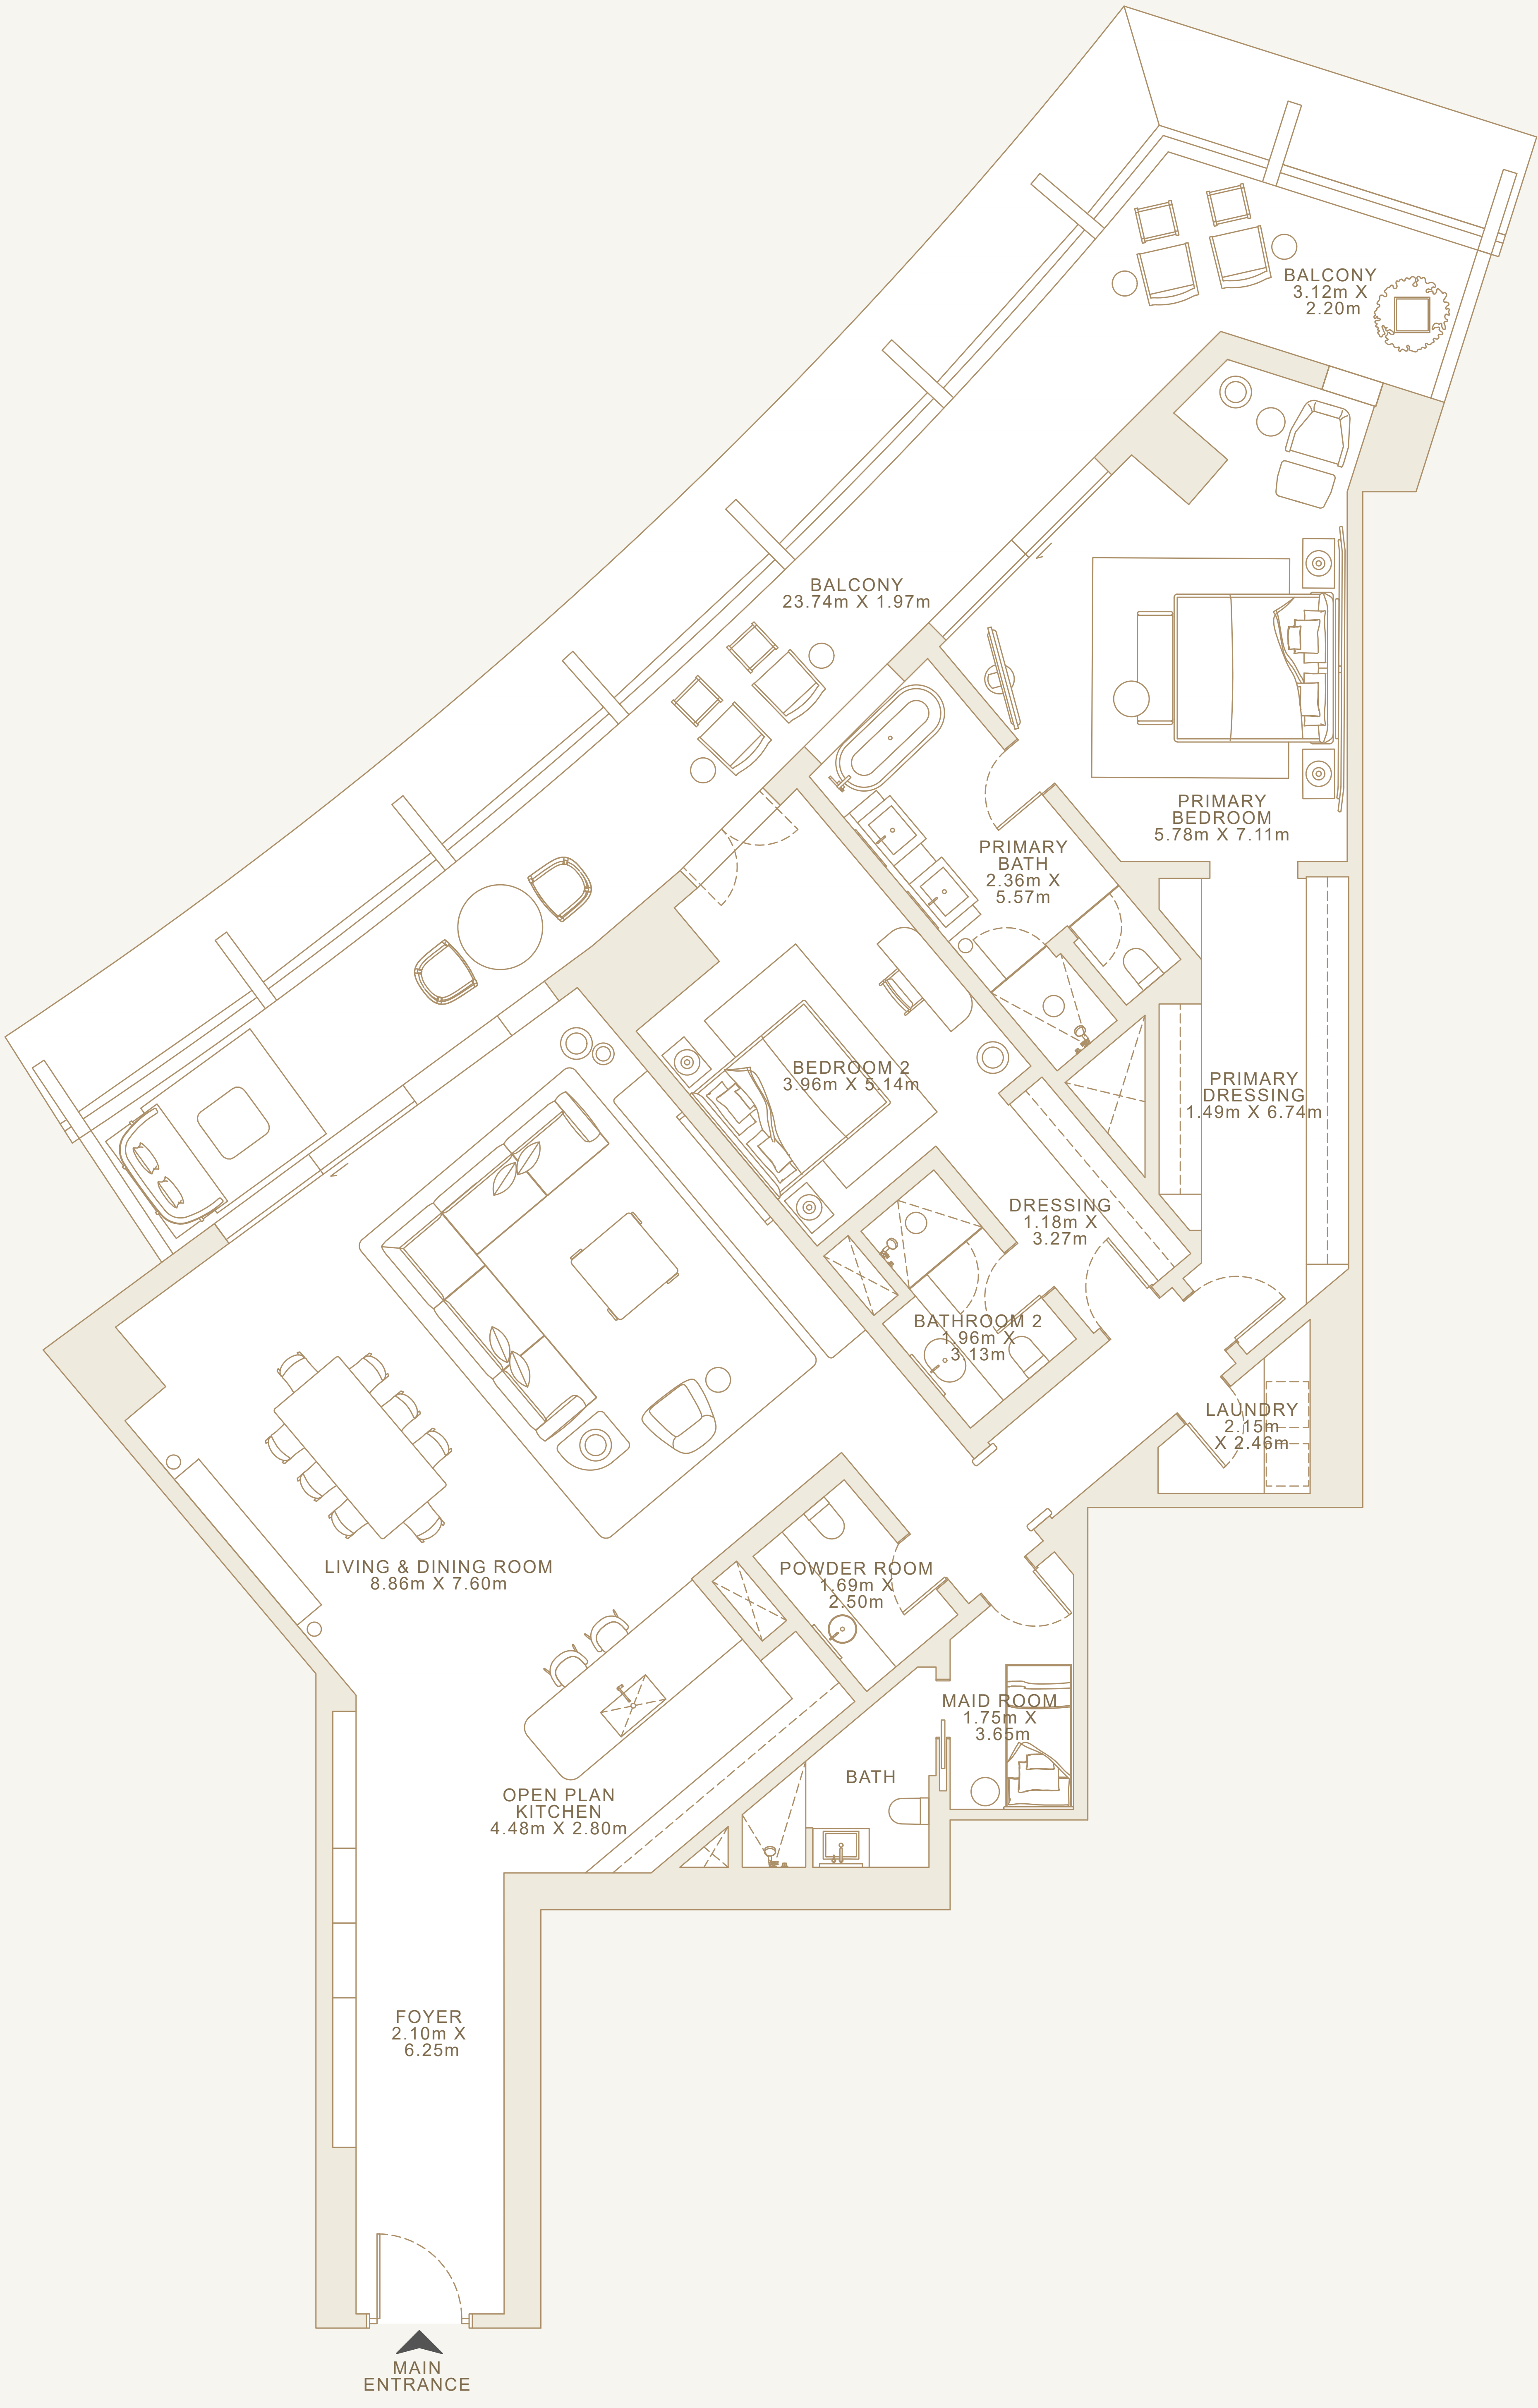 BALCONY
3.12m X
2.20m
BALCONY
23.74m X 1.97m
PRIMARY
BEDROOM
5.78m X 7.11m
PRIMARY
BATH
2.36m X
5.57m
BEDROOM 2
3.96m X 5.14m
PRIMARY
DRESSING
1.49m X 6.74m
DRESSING
1.18m X
3.27m
BATHROOM 2
1.96m X
3.13m
LAUNDRY
2.15m
X 2.46m
LIVING & DINING ROOM
8.86m X 7.60m
POWDER ROOM
1.69m X
2.50m
MAID ROOM
1.75m X
3.65m
BATH
OPEN PLAN
KITCHEN
4.48m X 2.80m
FOYER
2.10m X
6.25m
MAIN
ENTRANCE